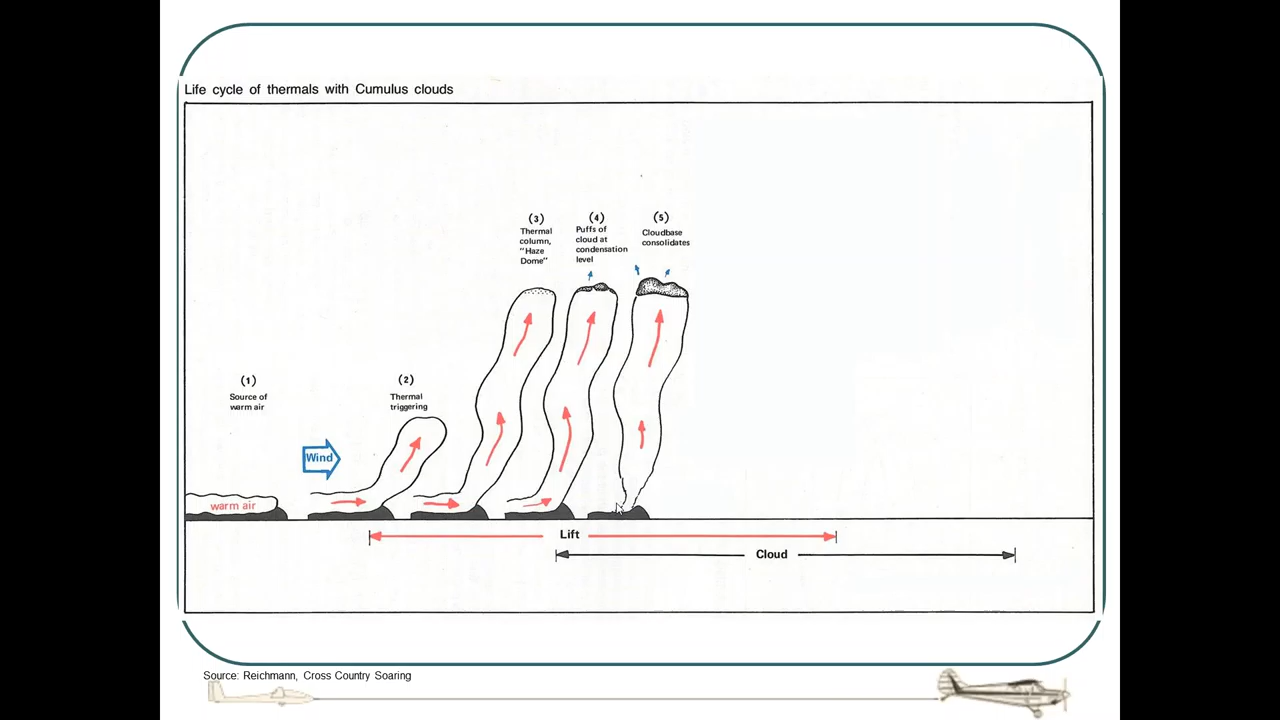 Life cycle of thermals with Cumulus clouds
(1)
Source of
warm air
(2)
Thermal
triggering
(3)
Thermal
column,
"Haze
Dome"
(4)
Puffs of
cloud at
condensation
level
(5)
Cloudbase
consolidates
Wind
warm air
Lift
Cloud
Source: Reichmann, Cross Country Soaring